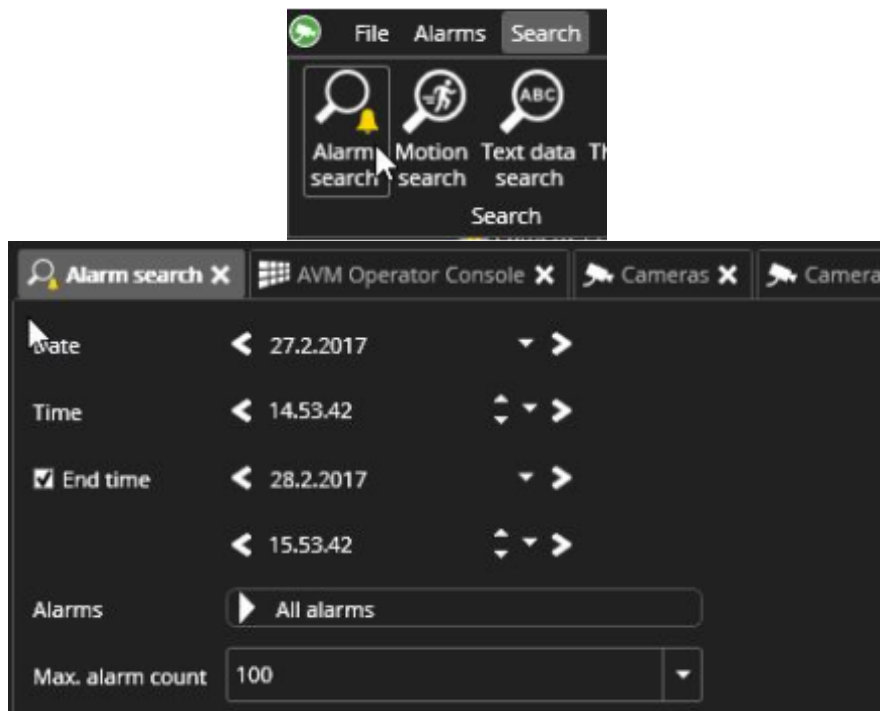 File Alarms Search
Alarm Motion Text data
search search search
Search
Alarm search AVM Operator Console Cameras Camera
Date 27.2.2017
Time 14.53.42
End time 28.2.2017
15.53.42
Alarms All alarms
Max. alarm count 100